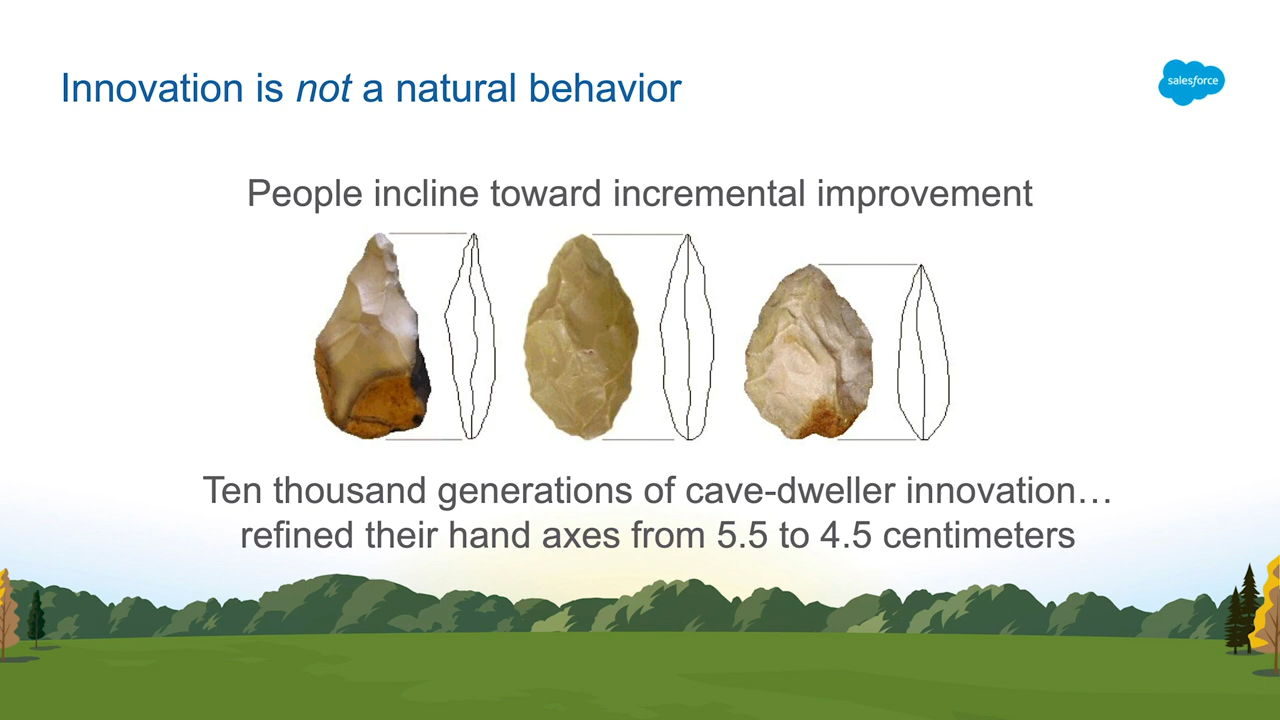 Innovation is not a natural behavior
salesforce
People incline toward incremental improvement
Ten thousand generations of cave-dweller innovation…
refined their hand axes from 5.5 to 4.5 centimeters